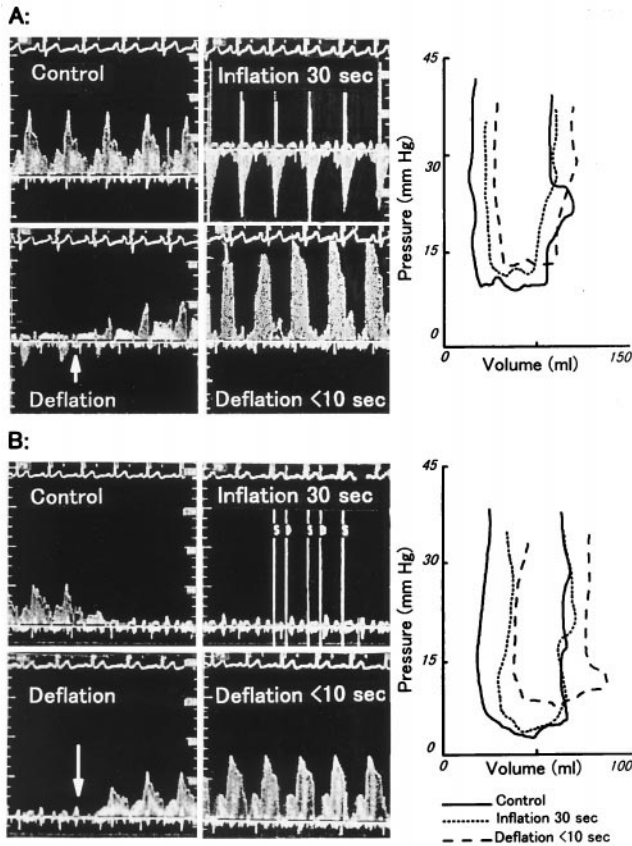 A:
Control
Inflation 30 sec
Deflation
Deflation <10 sec
45
30
15
0
Pressure (mm Hg)
0 150
Volume (ml)
B:
Control
Inflation 30 sec
S D S D S
Deflation
Deflation <10 sec
45
30
15
0
Pressure (mm Hg)
0 100
Volume (ml)
Control
Inflation 30 sec
Deflation <10 sec